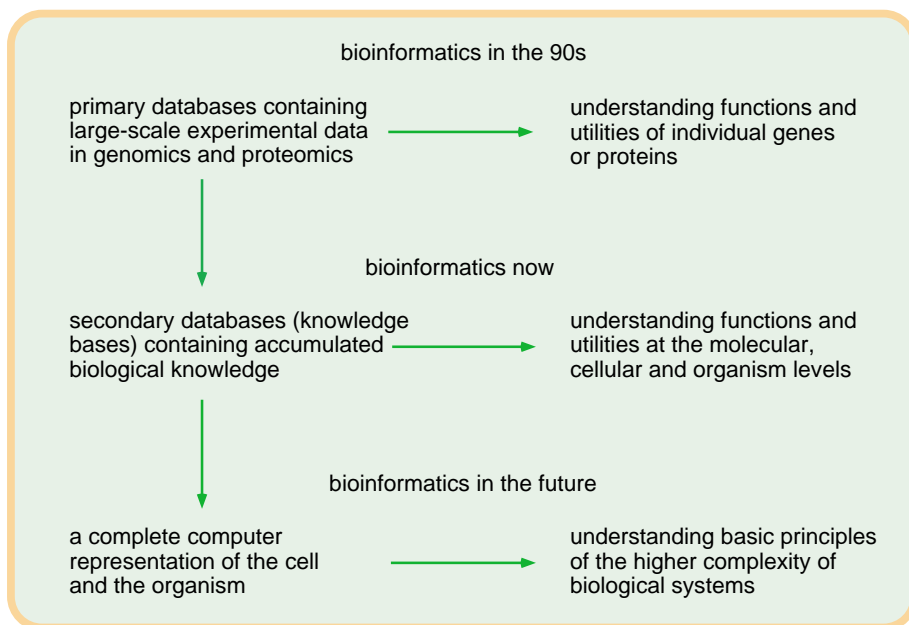 bioinformatics in the 90s
primary databases containing
large-scale experimental data
in genomics and proteomics
understanding functions and
utilities of individual genes
or proteins
bioinformatics now
secondary databases (knowledge
bases) containing accumulated
biological knowledge
understanding functions and
utilities at the molecular,
cellular and organism levels
bioinformatics in the future
a complete computer
representation of the cell
and the organism
understanding basic principles
of the higher complexity of
biological systems